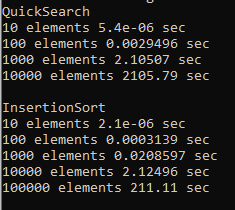 QuickSearch
10 elements 5.4e-06 sec
100 elements 0.0029496 sec
1000 elements 2.10507 sec
10000 elements 2105.79 sec
InsertionSort
10 elements 2.1e-06 sec
100 elements 0.0003139 sec
1000 elements 0.0208597 sec
10000 elements 2.12496 sec
100000 elements 211.11 sec